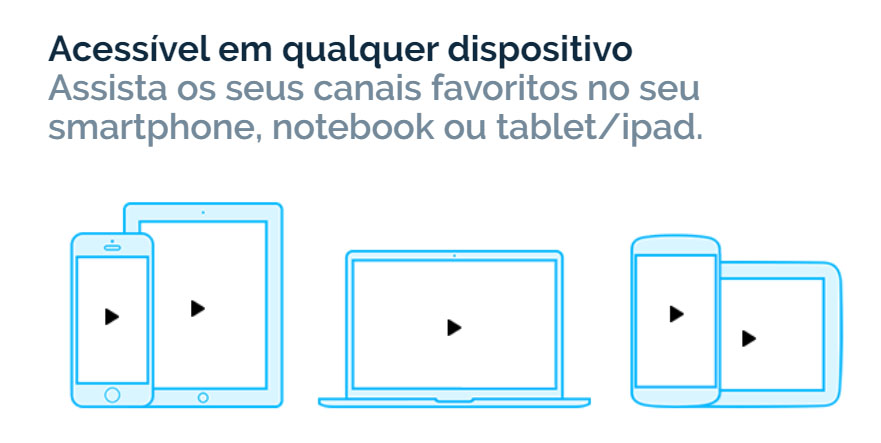 Acessível em qualquer dispositivo
Assista os seus canais favoritos no seu
smartphone, notebook ou tablet/ipad.